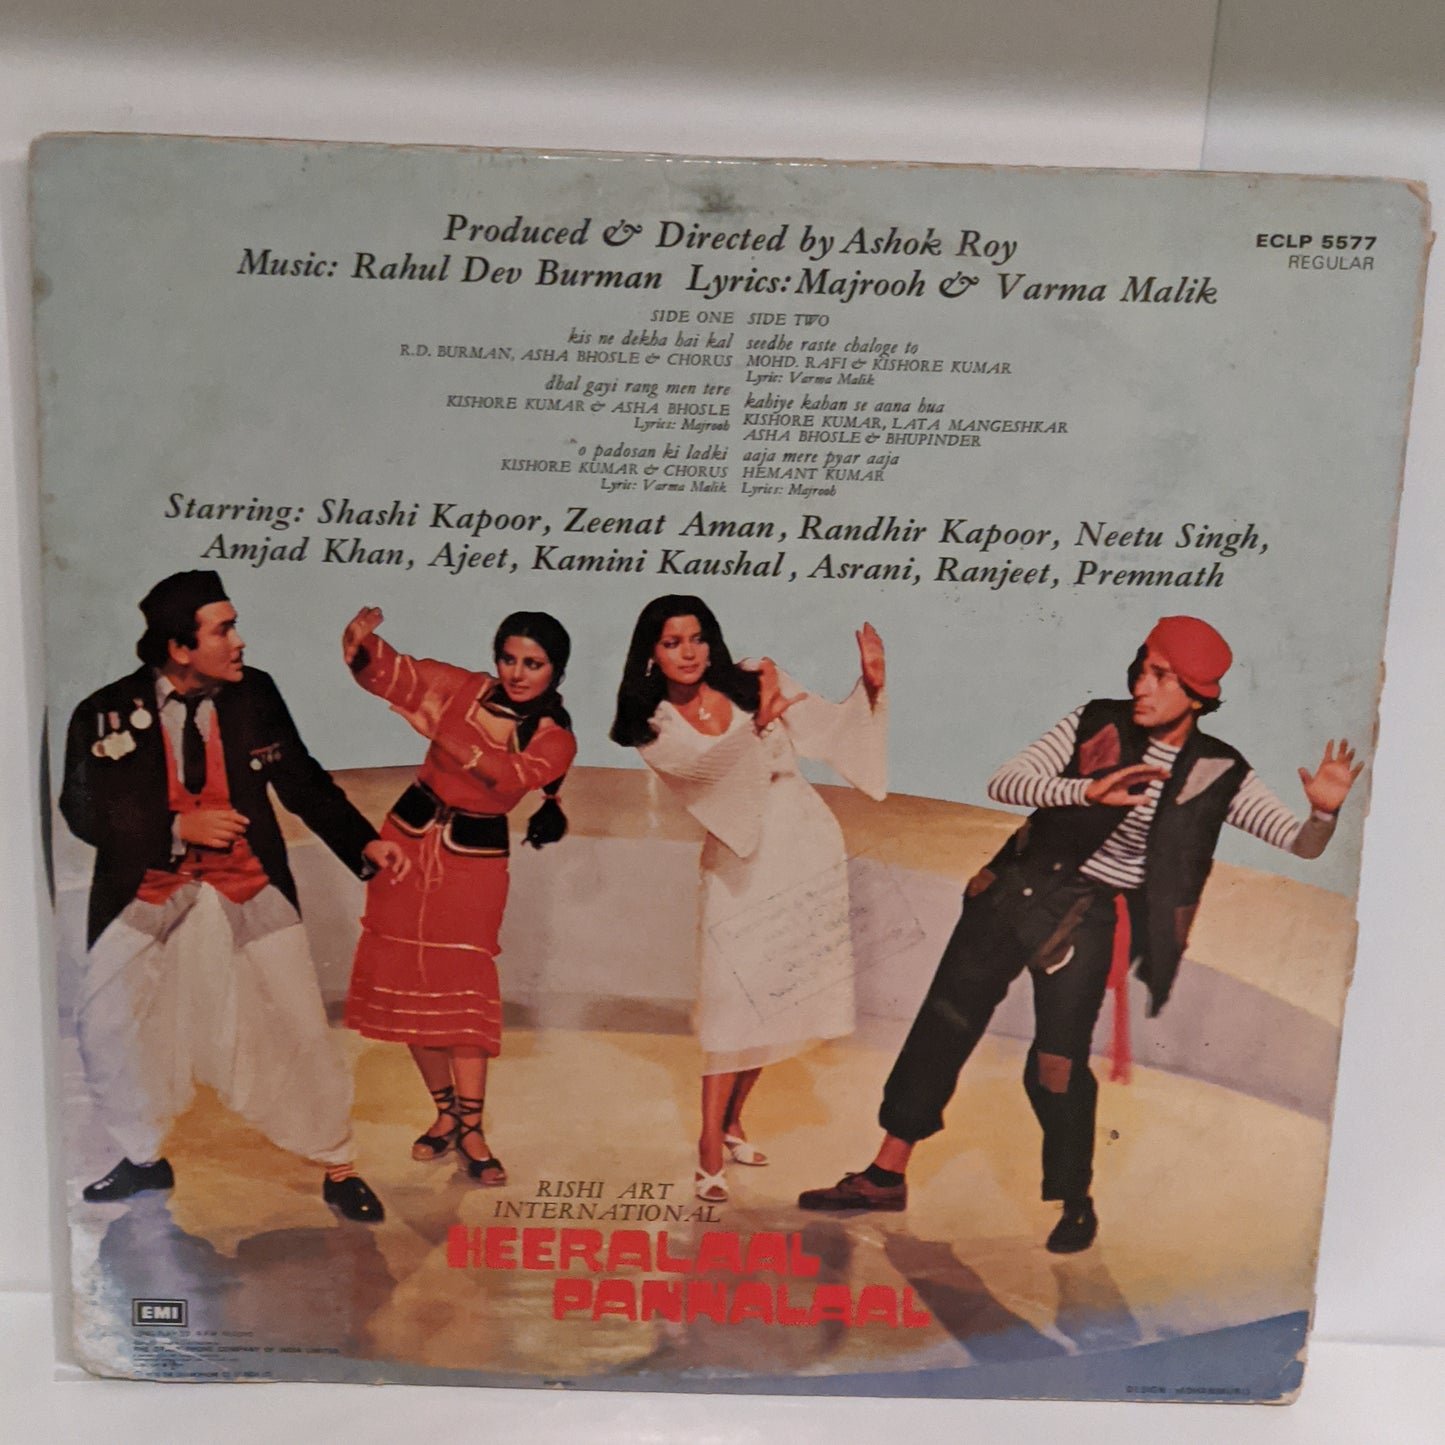 Produced & Directed by Ashok Roy
Music: Rahul Dev Burman Lyrics: Majrooh & Varma Malik
ECLP 5577
REGULAR
SIDE ONE
kis ne dekha hai kal
R.D. BURMAN, ASHA BHOSLE & CHORUS
dhal gayi rang men tere
KISHORE KUMAR & ASHA BHOSLE
Lyrics: Majrooh
o padosan ki ladki
KISHORE KUMAR & CHORUS
Lyric: Varma Malik
SIDE TWO
seedhe raste chaloge to
MOHD. RAFI & KISHORE KUMAR
Lyric: Varma Malik
kahiye kahan se aana hua
KISHORE KUMAR, LATA MANGESHKAR
ASHA BHOSLE & BHUPINDER
aaja mere pyar aaja
HEMANT KUMAR
Lyrics: Majrooh
Starring: Shashi Kapoor, Zeenat Aman, Randhir Kapoor, Neetu Singh,
Amjad Khan, Ajeet, Kamini Kaushal, Asrani, Ranjeet, Premnath
RISHI ART
INTERNATIONAL
HEERALAAL
PANNALAAL
EMI
COMPANY OF INDIA LIMITED
DESIGN: